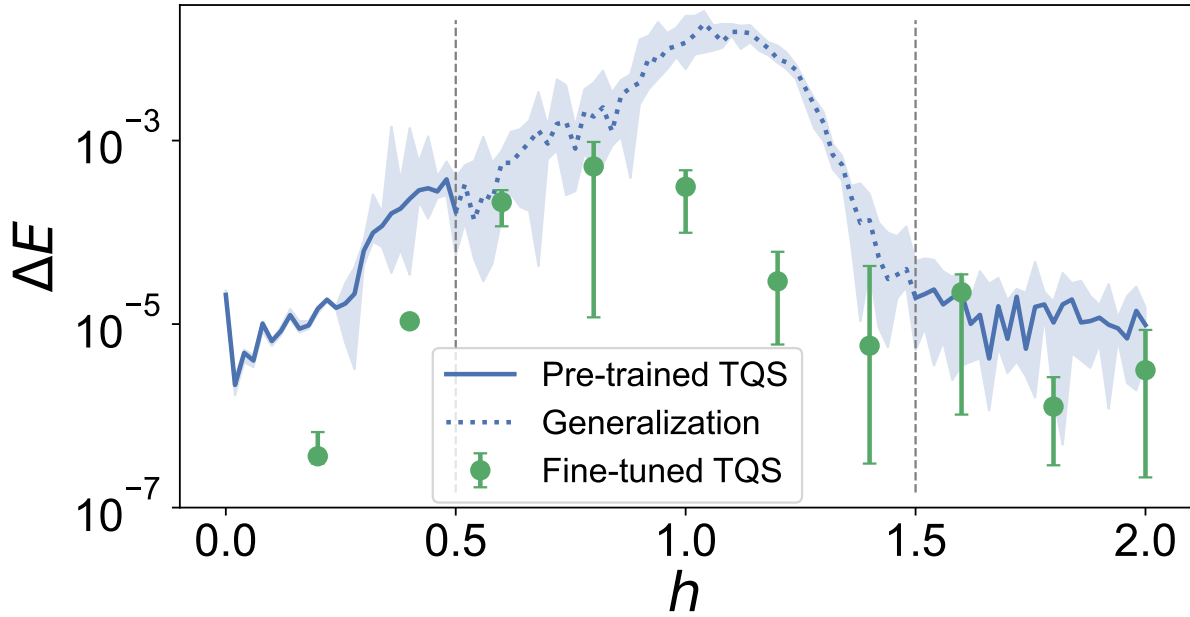 10⁻³
10⁻⁵
10⁻⁷
ΔE
Pre-trained TQS
Generalization
Fine-tuned TQS
0.0 0.5 1.0 1.5 2.0
h